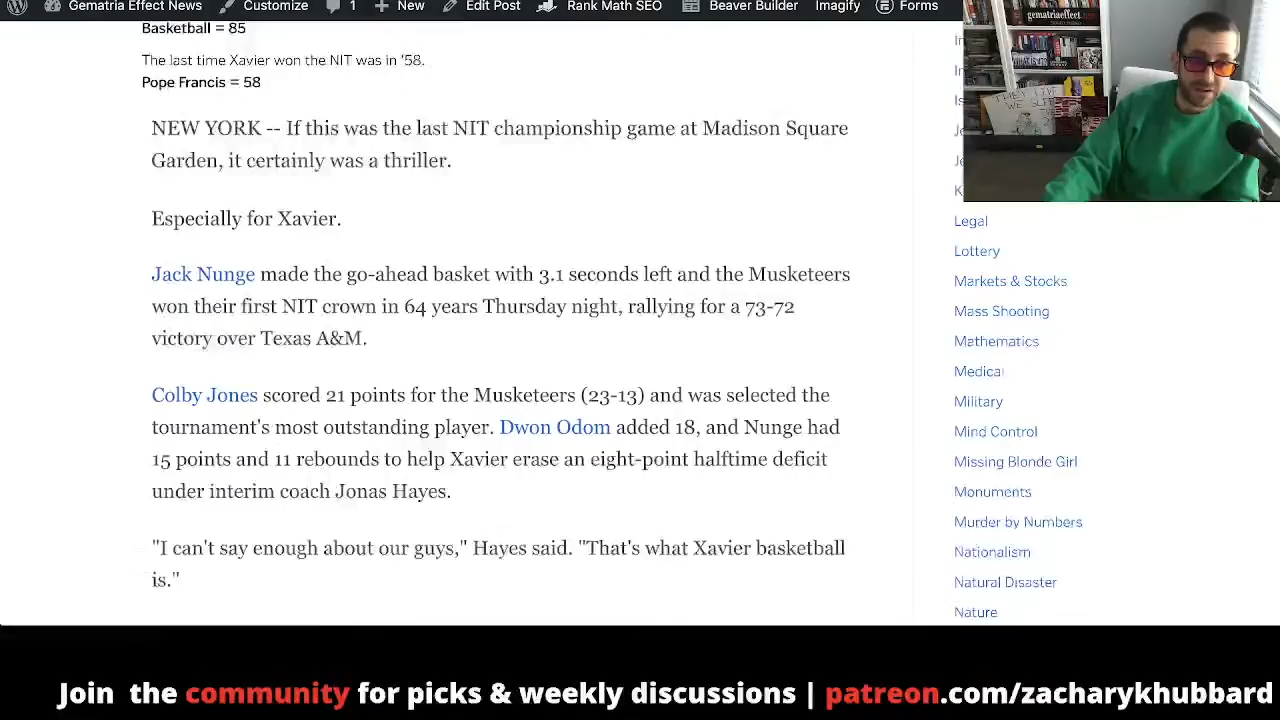 Gematria Effect News Customize 1 New Edit Post Rank Math SEO Beaver Builder Imagify Forms
Basketball = 85
The last time Xavier won the NIT was in '58.
Pope Francis = 58
NEW YORK -- If this was the last NIT championship game at Madison Square
Garden, it certainly was a thriller.
Especially for Xavier.
Jack Nunge made the go-ahead basket with 3.1 seconds left and the Musketeers
won their first NIT crown in 64 years Thursday night, rallying for a 73-72
victory over Texas A&M.
Colby Jones scored 21 points for the Musketeers (23-13) and was selected the
tournament's most outstanding player. Dwon Odom added 18, and Nunge had
15 points and 11 rebounds to help Xavier erase an eight-point halftime deficit
under interim coach Jonas Hayes.
"I can't say enough about our guys," Hayes said. "That's what Xavier basketball
is."
Legal
Lottery
Markets & Stocks
Mass Shooting
Mathematics
Medical
Military
Mind Control
Missing Blonde Girl
Monuments
Murder by Numbers
Nationalism
Natural Disaster
Nature
gematriaeffect.news
THEY LIVE
WE SLEEP
Join the community for picks & weekly discussions | patreon.com/zacharykhubbard